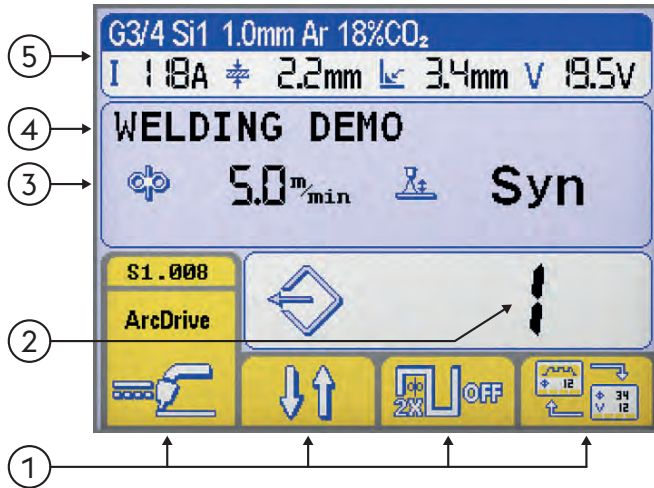 G3/4 Si1 1.0mm Ar 18%CO₂
I 118A 2.2mm 3.4mm V 19.5V
WELDING DEMO
5.0 m/min Syn
S1.008
ArcDrive
1
2X OFF
12 34
V 12
5
4
3
2
1